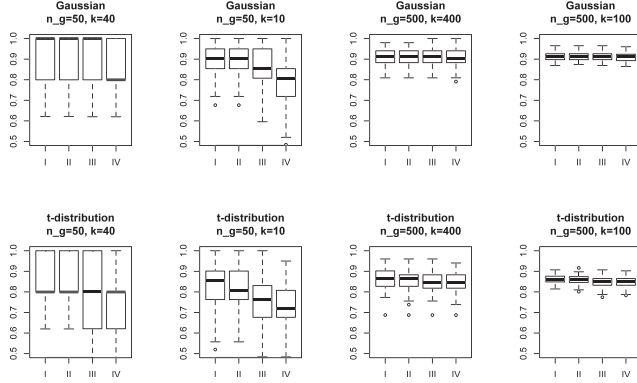 Gaussian
n_g=50, k=40
Gaussian
n_g=50, k=10
Gaussian
n_g=500, k=400
Gaussian
n_g=500, k=100
1.0
0.9
0.8
0.7
0.6
0.5
I II III IV
1.0
0.9
0.8
0.7
0.6
0.5
I II III IV
1.0
0.9
0.8
0.7
0.6
0.5
I II III IV
1.0
0.9
0.8
0.7
0.6
0.5
I II III IV
t-distribution
n_g=50, k=40
t-distribution
n_g=50, k=10
t-distribution
n_g=500, k=400
t-distribution
n_g=500, k=100
1.0
0.9
0.8
0.7
0.6
0.5
I II III IV
1.0
0.9
0.8
0.7
0.6
0.5
I II III IV
1.0
0.9
0.8
0.7
0.6
0.5
I II III IV
1.0
0.9
0.8
0.7
0.6
0.5
I II III IV